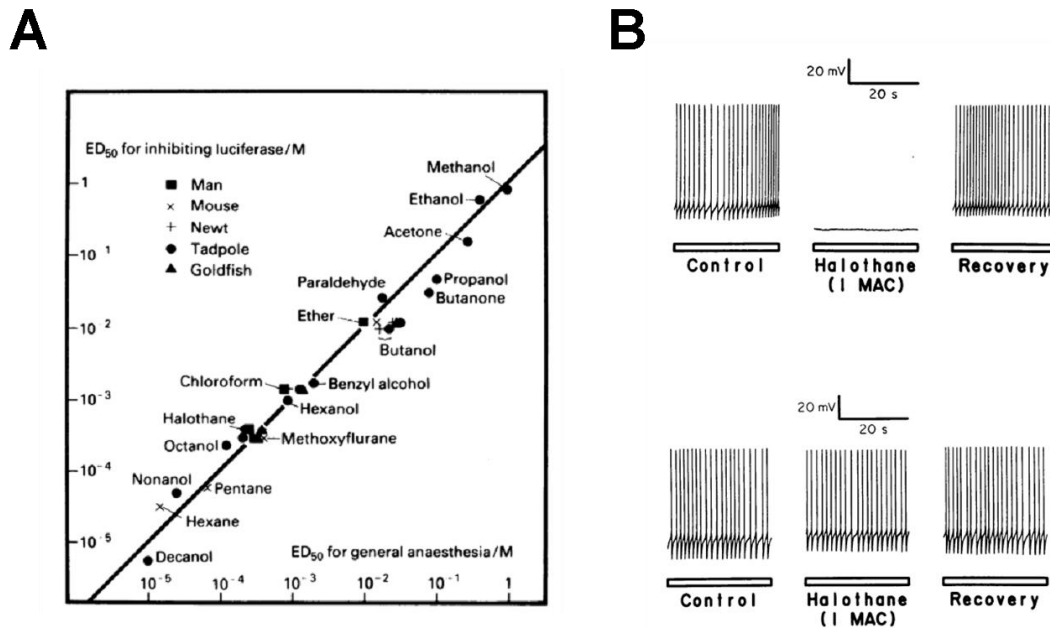 A
ED50 for inhibiting luciferase/M
Man
Mouse
Newt
Tadpole
Goldfish
1
10-1
10-2
10-3
10-4
10-5
Methanol
Ethanol
Acetone
Propanol
Paraldehyde
Butanone
Ether
Butanol
Chloroform
Benzyl alcohol
Hexanol
Halothane
Methoxyflurane
Octanol
Nonanol
Pentane
Hexane
Decanol
ED50 for general anaesthesia/M
10-5 10-4 10-3 10-2 10-1 1
B
20 mV
20 s
Control Halothane Recovery
(1 MAC)
20 mV
20 s
Control Halothane Recovery
(1 MAC)